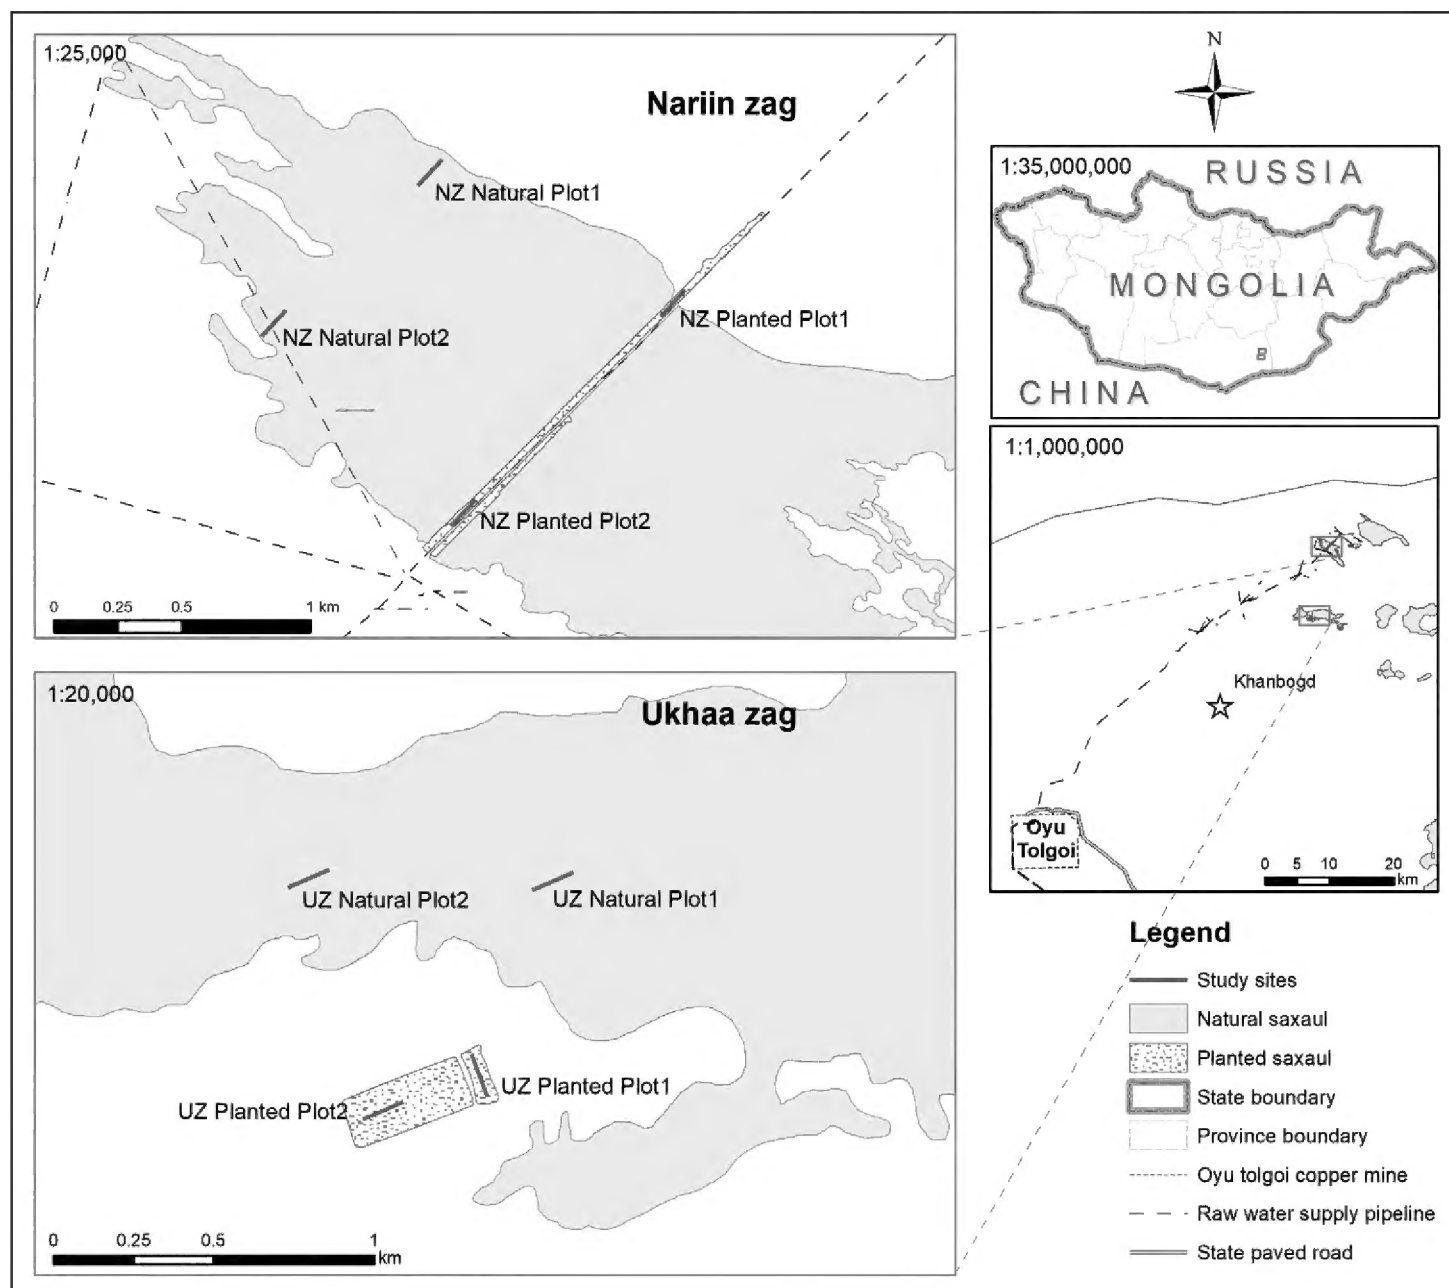 1:25,000
Nariin zag
NZ Natural Plot1
NZ Planted Plot1
NZ Natural Plot2
NZ Planted Plot2
0 0.25 0.5 1 km
1:20,000
Ukhaa zag
UZ Natural Plot2
UZ Natural Plot1
UZ Planted Plot1
UZ Planted Plot2
0 0.25 0.5 1
km
N
1:35,000,000
RUSSIA
MONGOLIA
CHINA
1:1,000,000
Khanbogd
Oyu
Tolgoi
0 5 10 20
km
Legend
Study sites
Natural saxaul
Planted saxaul
State boundary
Province boundary
Oyu tolgoi copper mine
Raw water supply pipeline
State paved road